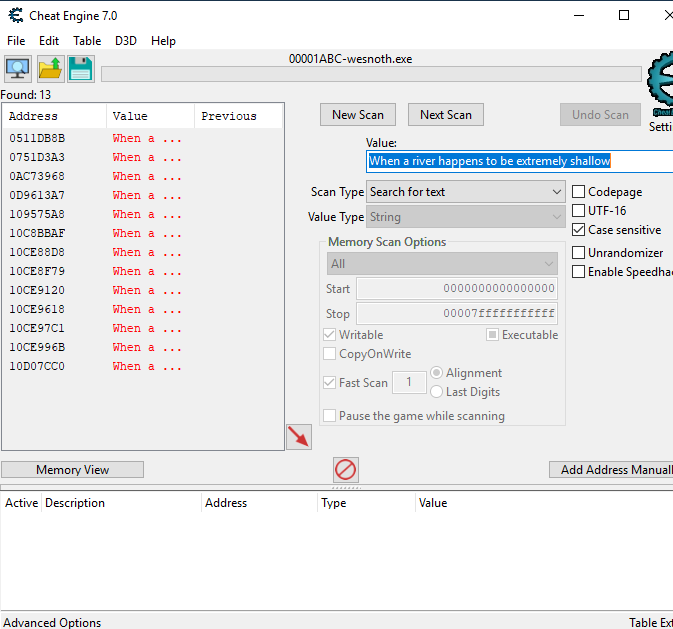 Cheat Engine 7.0
File Edit Table D3D Help
00001ABC-wesnoth.exe
Found: 13
Address Value Previous
0511DB8B When a ...
0751D3A3 When a ...
0AC73968 When a ...
0D9613A7 When a ...
109575A8 When a ...
10C8BBAF When a ...
10CE88D8 When a ...
10CE8F79 When a ...
10CE9120 When a ...
10CE9618 When a ...
10CE97C1 When a ...
10CE996B When a ...
10D07CC0 When a ...
New Scan Next Scan Undo Scan
Setti
Value:
When a river happens to be extremely shallow
Scan Type Search for text
Value Type String
Codepage
UTF-16
Case sensitive
Unrandomizer
Enable Speedha
Memory Scan Options
All
Start 0000000000000000
Stop 00007fffffffffff
Writable Executable
CopyOnWrite
Fast Scan 1 Alignment
Last Digits
Pause the game while scanning
Memory View Add Address Manuall
Active Description Address Type Value
Advanced Options Table Ext